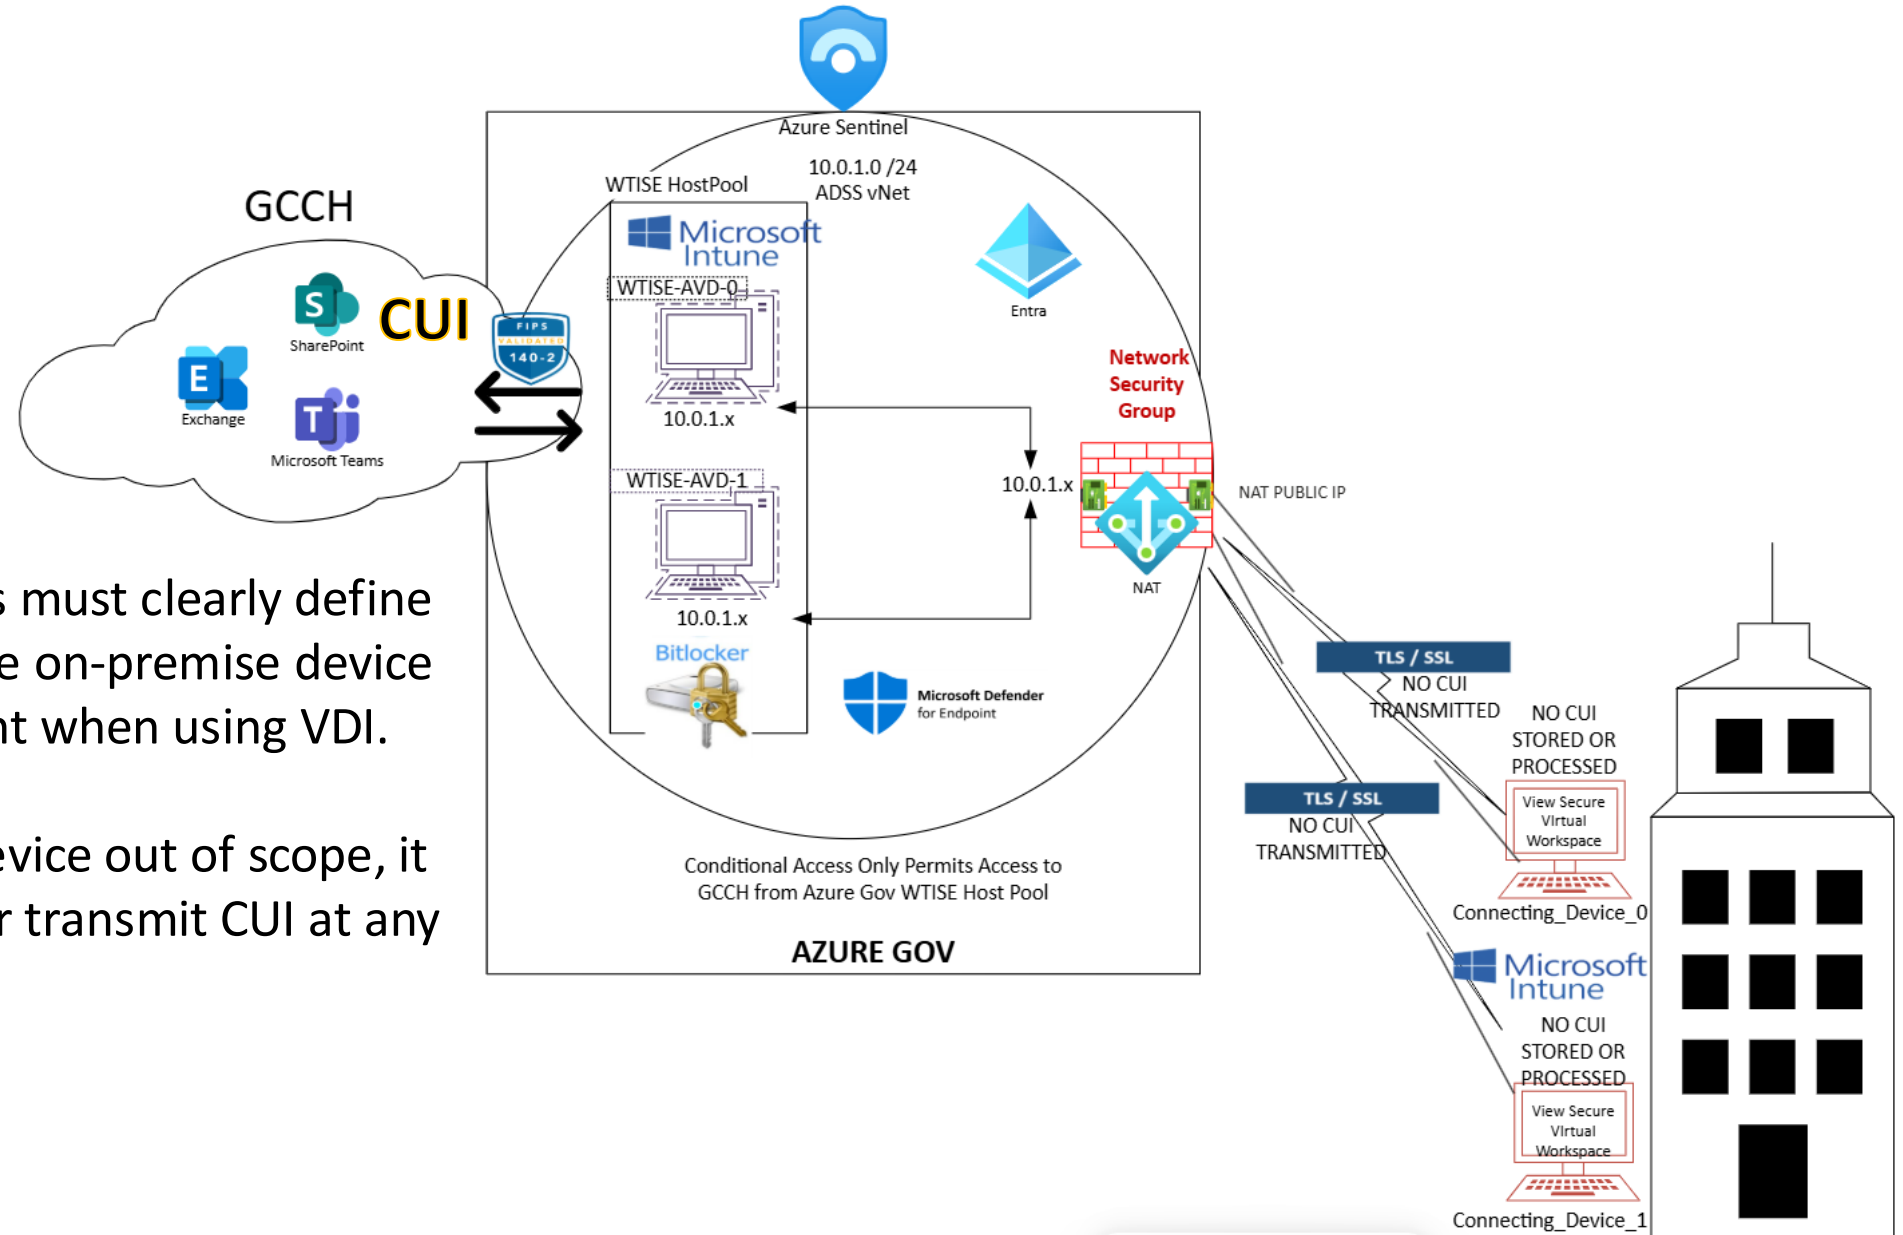 Azure Sentinel
10.0.1.0 /24
ADSS vNet
WTISE HostPool
Microsoft
Intune
WTISE-AVD-0
10.0.1.x
WTISE-AVD-1
10.0.1.x
Bitlocker
GCCH
SharePoint
CUI
Exchange
Microsoft Teams
FIPS
VALIDATED
140-2
Entra
Network
Security
Group
10.0.1.x
NAT PUBLIC IP
NAT
Microsoft Defender
for Endpoint
Conditional Access Only Permits Access to
GCCH from Azure Gov WTISE Host Pool
AZURE GOV
s must clearly define
e on-premise device
nt when using VDI.
evice out of scope, it
r transmit CUI at any
TLS / SSL
NO CUI
TRANSMITTED
NO CUI
STORED OR
PROCESSED
View Secure
VIrtual
Workspace
Connecting_Device_0
TLS / SSL
NO CUI
TRANSMITTED
Microsoft
Intune
NO CUI
STORED OR
PROCESSED
View Secure
VIrtual
Workspace
Connecting_Device_1